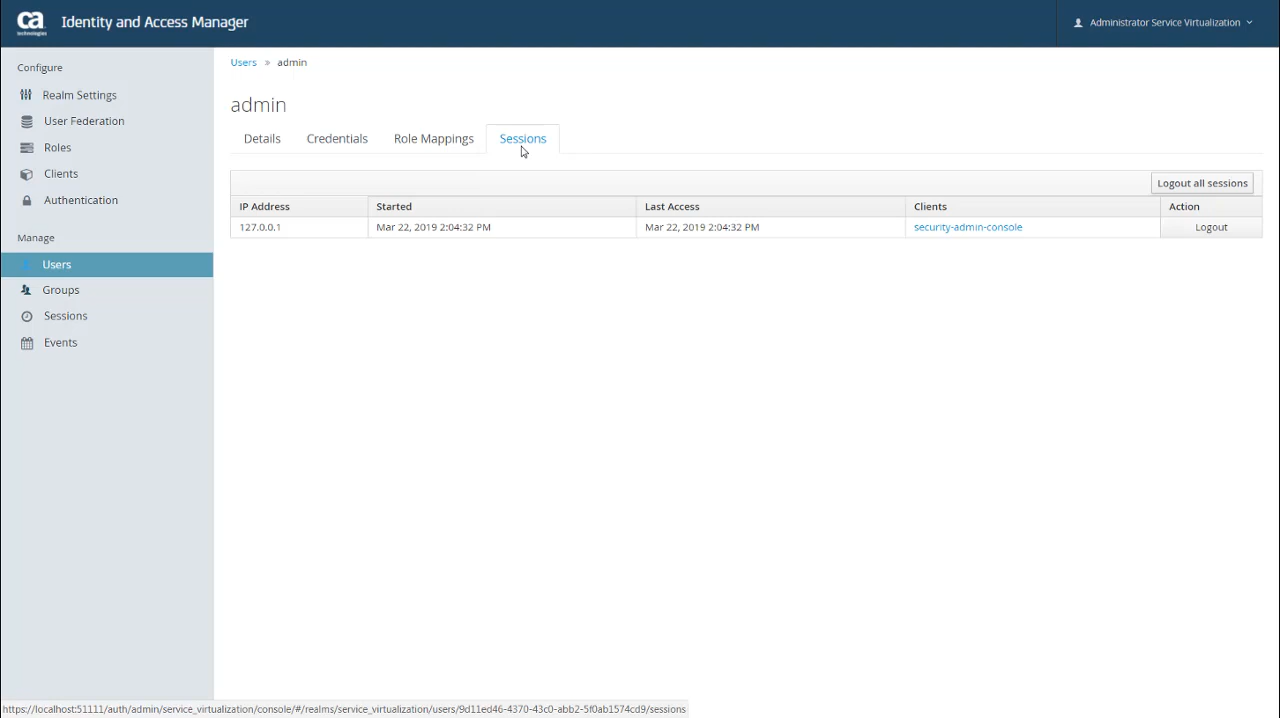 ca technologies Identity and Access Manager Administrator Service Virtualization
Configure
Realm Settings
User Federation
Roles
Clients
Authentication
Manage
Users
Groups
Sessions
Events
Users » admin
admin
Details Credentials Role Mappings Sessions
Logout all sessions
IP Address Started Last Access Clients Action
127.0.0.1 Mar 22, 2019 2:04:32 PM Mar 22, 2019 2:04:32 PM security-admin-console Logout
https://localhost:51111/auth/admin/service_virtualization/console/#/realms/service_virtualization/users/9d11ed46-4370-43c0-abb2-5f0ab1574cd9/sessions